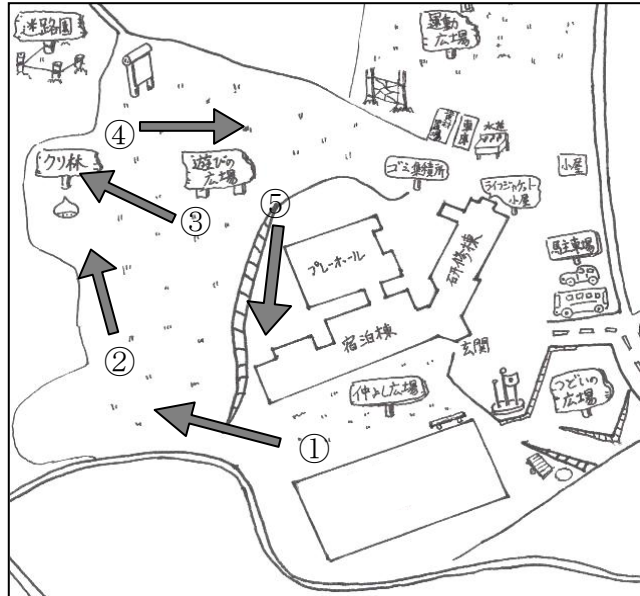 迷路園
運動
広場
④
水道
クリ林
遊びの
広場
ゴミ集積所
小屋
ライフジャケット
小屋
③
⑤
プレーホール
研修棟
駐車場
②
宿泊棟
玄関
仲よし広場
つどいの
広場
①